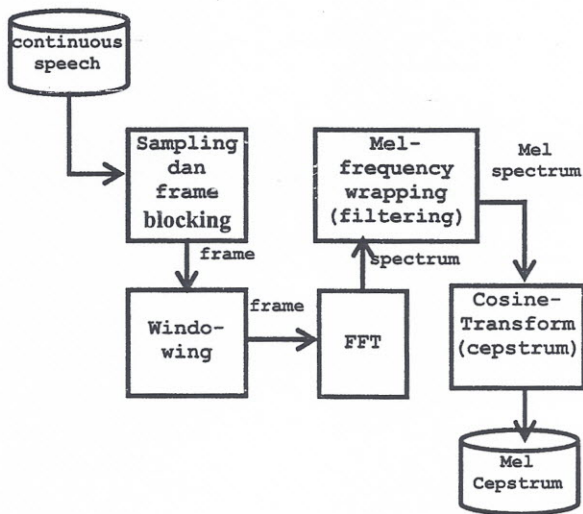 continuous
speech
Sampling
dan
frame
blocking
frame
Windo-
wing
frame
FFT
spectrum
Mel-
frequency
wrapping
(filtering)
Mel
spectrum
Cosine-
Transform
(cepstrum)
Mel
Cepstrum